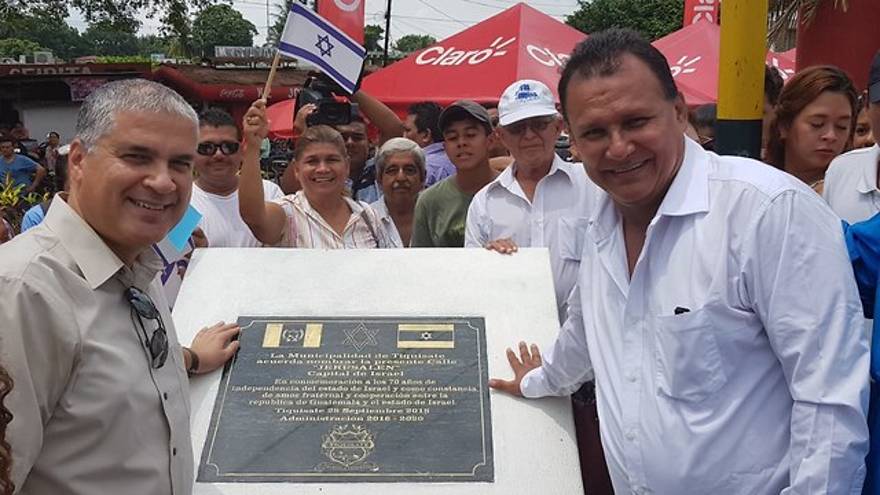 Claro
Claro
La Municipalidad de Tiquisate
acuerda nombrar la presente Calle
"JERUSALEN"
Capital de Israel
En conmemoración a los 70 años de
independencia del estado de Israel y como constancia,
de amor fraternal y cooperación entre la
república de Guatemala y el estado de Israel.
Tiquisate 28 Septiembre 2018
Administración 2016 - 2020